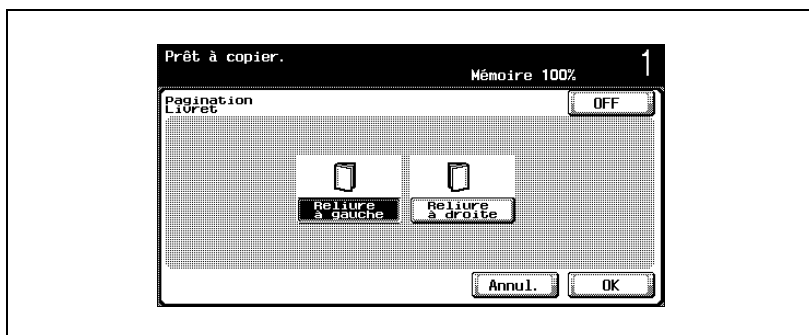 Prêt à copier.
1
Mémoire 100%
Pagination
Livret
OFF
Reliure
à gauche
Reliure
à droite
Annul.
OK